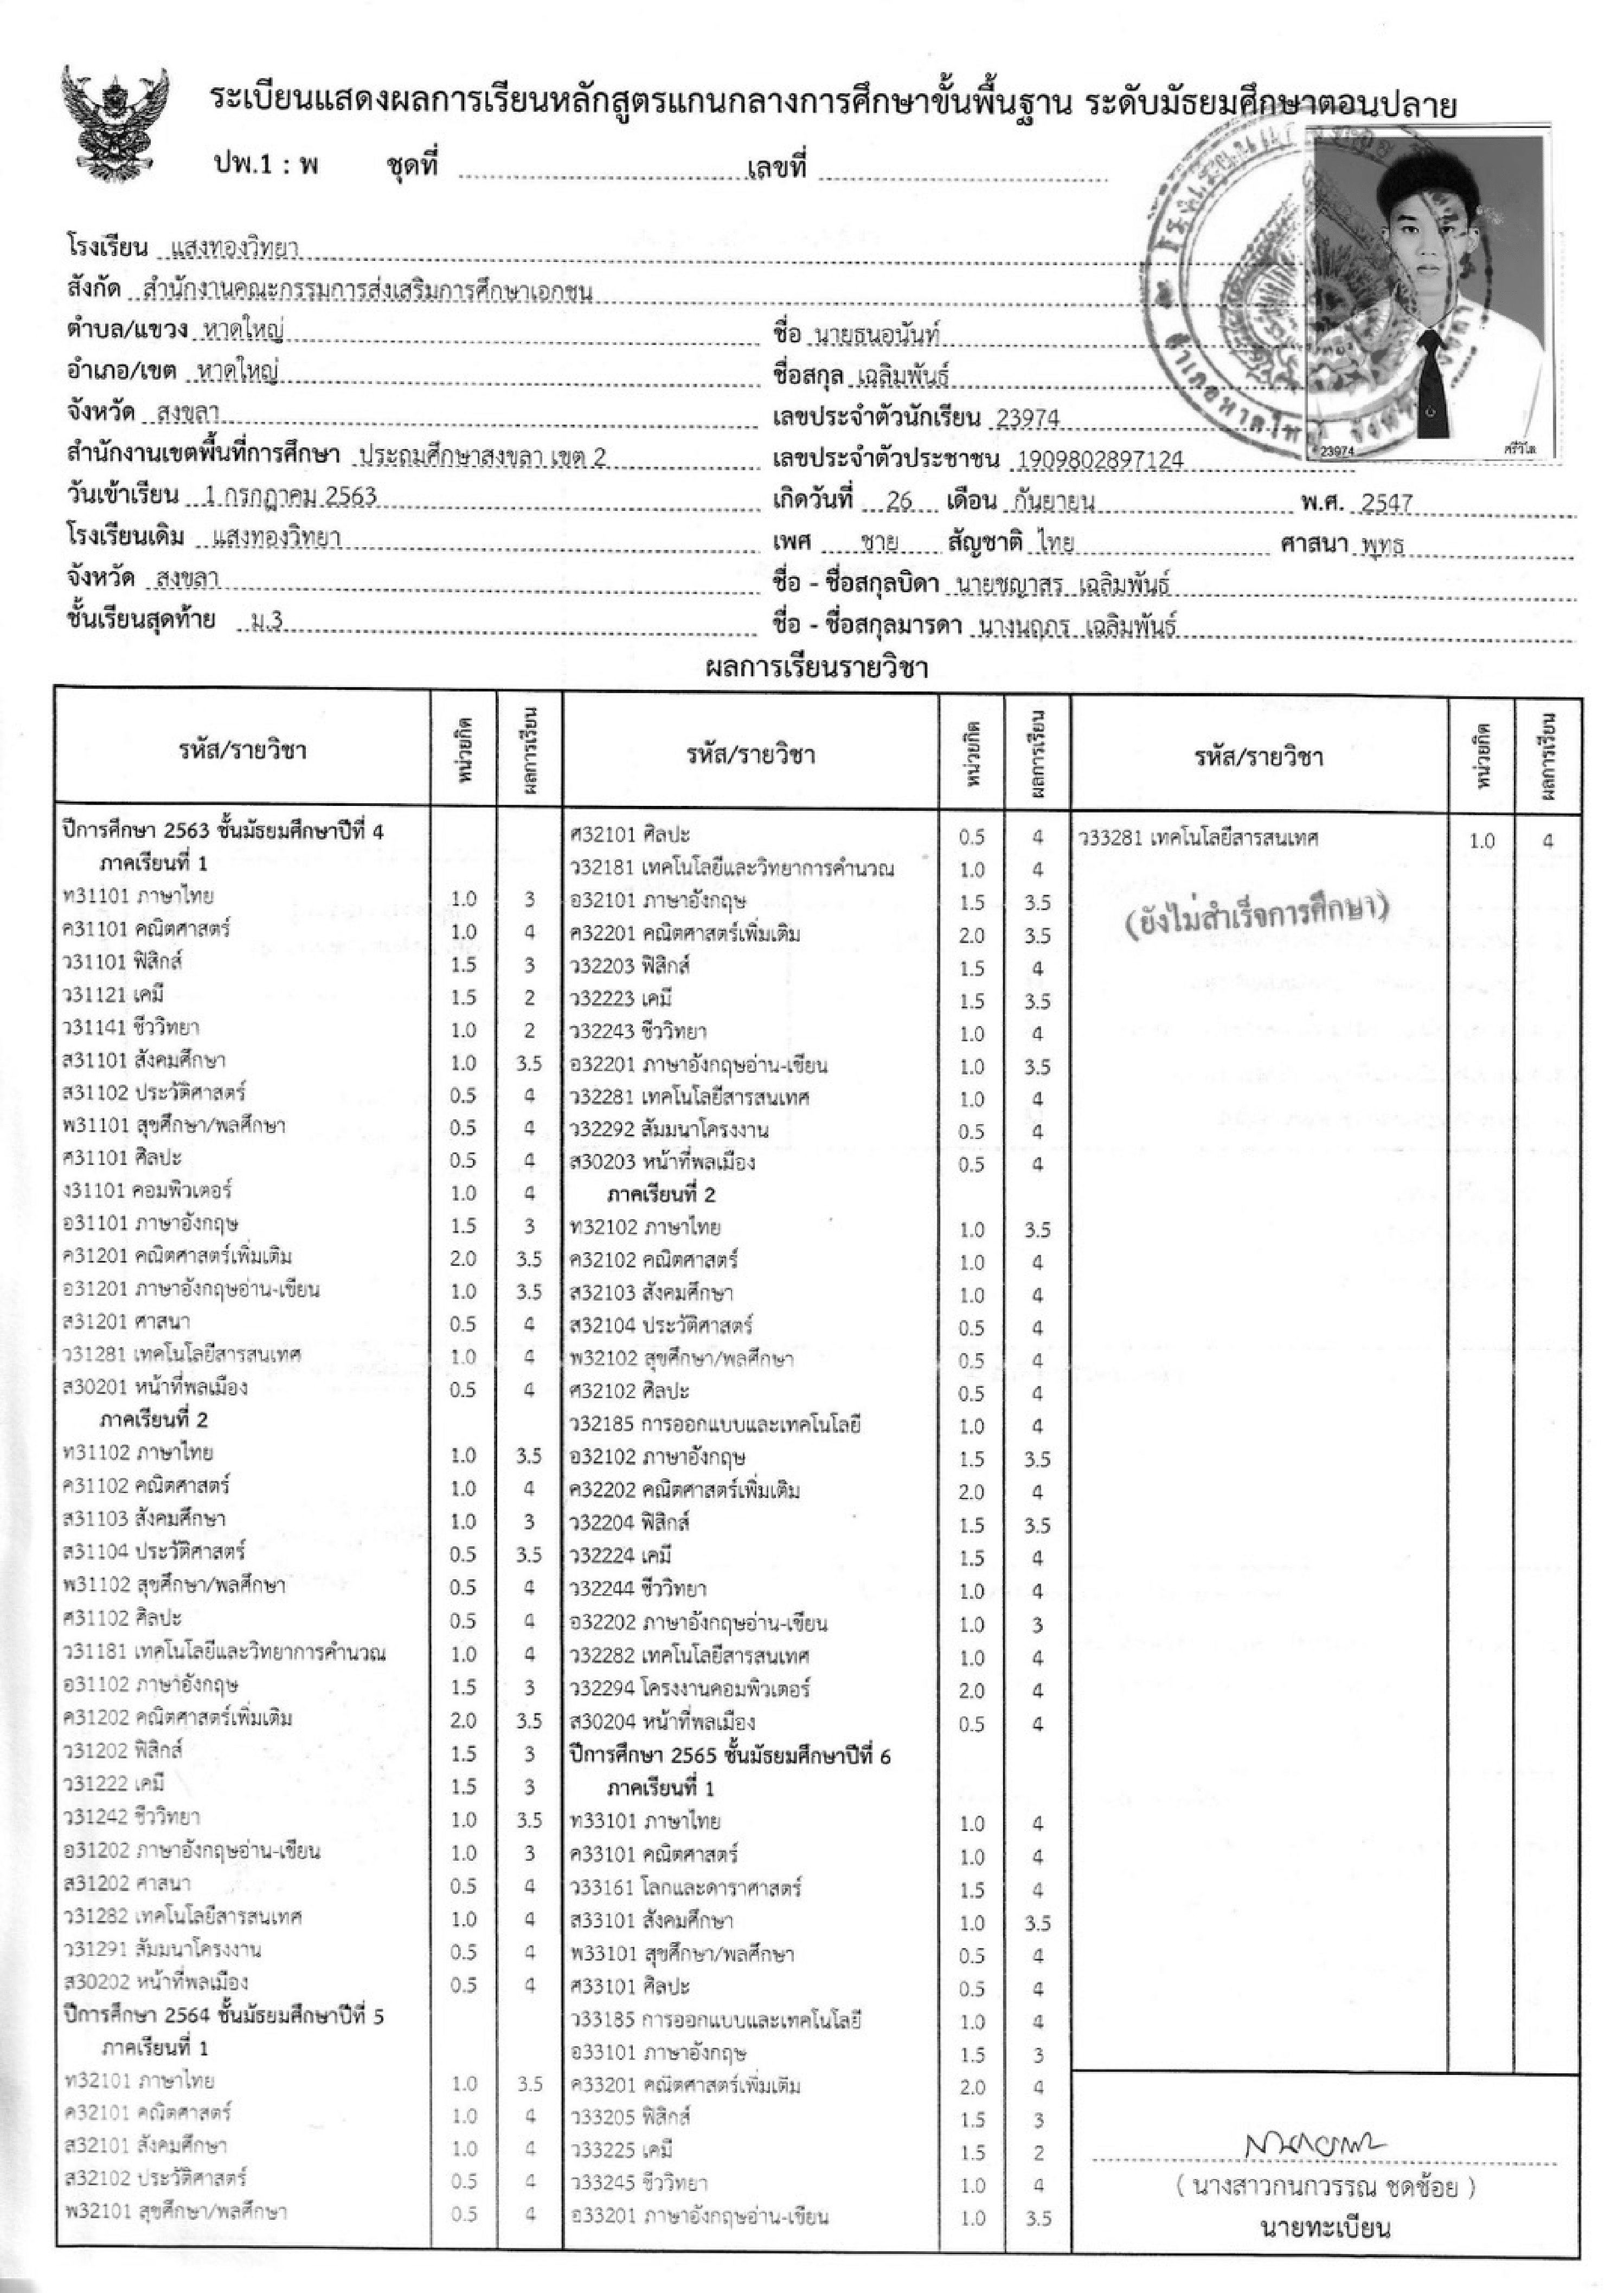 ระเบียนแสดงผลการเรียนหลักสูตรแกนกลางการศึกษาขั้นพื้นฐาน ระดับมัธยมศึกษาตอนปลาย
ปพ.1 : พ ชุดที่ เลขที่
โรงเรียน แสงทองวิทยา
สังกัด สำนักงานคณะกรรมการส่งเสริมการศึกษาเอกชน
ตำบล/แขวง หาดใหญ่
อำเภอ/เขต หาดใหญ่
จังหวัด สงขลา
สำนักงานเขตพื้นที่การศึกษา ประถมศึกษาสงขลา เขต 2
วันเข้าเรียน 1 กรกฎาคม 2563
โรงเรียนเดิม แสงทองวิทยา
จังหวัด สงขลา
ชั้นเรียนสุดท้าย ม.3
ชื่อ นายธนอนันท์
ชื่อสกุล เฉลิมพันธ์
เลขประจำตัวนักเรียน 23974
เลขประจำตัวประชาชน 1909802897124
เกิดวันที่ 26 เดือน กันยายน พ.ศ. 2547
เพศ ชาย สัญชาติ ไทย ศาสนา พุทธ
ชื่อ - ชื่อสกุลบิดา นายชญาสร เฉลิมพันธ์
ชื่อ - ชื่อสกุลมารดา นางนฤภร เฉลิมพันธ์
23974
ผลการเรียนรายวิชา
รหัส/รายวิชา หน่วยกิต ผลการเรียน
ปีการศึกษา 2563 ชั้นมัธยมศึกษาปีที่ 4
ภาคเรียนที่ 1
ท31101 ภาษาไทย 1.0 3
ค31101 คณิตศาสตร์ 1.0 4
ว31101 ฟิสิกส์ 1.5 3
ว31121 เคมี 1.5 2
ว31141 ชีววิทยา 1.0 2
ส31101 สังคมศึกษา 1.0 3.5
ส31102 ประวัติศาสตร์ 0.5 4
พ31101 สุขศึกษา/พลศึกษา 0.5 4
ศ31101 ศิลปะ 0.5 4
ง31101 คอมพิวเตอร์ 1.0 4
อ31101 ภาษาอังกฤษ 1.5 3
ค31201 คณิตศาสตร์เพิ่มเติม 2.0 3.5
อ31201 ภาษาอังกฤษอ่าน-เขียน 1.0 3.5
ส31201 ศาสนา 0.5 4
ว31281 เทคโนโลยีสารสนเทศ 1.0 4
ส30201 หน้าที่พลเมือง 0.5 4
ภาคเรียนที่ 2
ท31102 ภาษาไทย 1.0 3.5
ค31102 คณิตศาสตร์ 1.0 4
ส31103 สังคมศึกษา 1.0 3
ส31104 ประวัติศาสตร์ 0.5 3.5
พ31102 สุขศึกษา/พลศึกษา 0.5 4
ศ31102 ศิลปะ 0.5 4
ว31181 เทคโนโลยีและวิทยาการคำนวณ 1.0 4
อ31102 ภาษาอังกฤษ 1.5 3
ค31202 คณิตศาสตร์เพิ่มเติม 2.0 3.5
ว31202 ฟิสิกส์ 1.5 3
ว31222 เคมี 1.5 3
ว31242 ชีววิทยา 1.0 3.5
อ31202 ภาษาอังกฤษอ่าน-เขียน 1.0 3
ส31202 ศาสนา 0.5 4
ว31282 เทคโนโลยีสารสนเทศ 1.0 4
ว31291 สัมมนาโครงงาน 0.5 4
ส30202 หน้าที่พลเมือง 0.5 4
ปีการศึกษา 2564 ชั้นมัธยมศึกษาปีที่ 5
ภาคเรียนที่ 1
ท32101 ภาษาไทย 1.0 3.5
ค32101 คณิตศาสตร์ 1.0 4
ส32101 สังคมศึกษา 1.0 4
ส32102 ประวัติศาสตร์ 0.5 4
พ32101 สุขศึกษา/พลศึกษา 0.5 4
รหัส/รายวิชา หน่วยกิต ผลการเรียน
ศ32101 ศิลปะ 0.5 4
ว32181 เทคโนโลยีและวิทยาการคำนวณ 1.0 4
อ32101 ภาษาอังกฤษ 1.5 3.5
ค32201 คณิตศาสตร์เพิ่มเติม 2.0 3.5
ว32203 ฟิสิกส์ 1.5 4
ว32223 เคมี 1.5 3.5
ว32243 ชีววิทยา 1.0 4
อ32201 ภาษาอังกฤษอ่าน-เขียน 1.0 3.5
ว32281 เทคโนโลยีสารสนเทศ 1.0 4
ว32292 สัมมนาโครงงาน 0.5 4
ส30203 หน้าที่พลเมือง 0.5 4
ภาคเรียนที่ 2
ท32102 ภาษาไทย 1.0 3.5
ค32102 คณิตศาสตร์ 1.0 4
ส32103 สังคมศึกษา 1.0 4
ส32104 ประวัติศาสตร์ 0.5 4
พ32102 สุขศึกษา/พลศึกษา 0.5 4
ศ32102 ศิลปะ 0.5 4
ว32185 การออกแบบและเทคโนโลยี 1.0 4
อ32102 ภาษาอังกฤษ 1.5 3.5
ค32202 คณิตศาสตร์เพิ่มเติม 2.0 4
ว32204 ฟิสิกส์ 1.5 3.5
ว32224 เคมี 1.5 4
ว32244 ชีววิทยา 1.0 4
อ32202 ภาษาอังกฤษอ่าน-เขียน 1.0 3
ว32282 เทคโนโลยีสารสนเทศ 1.0 4
ว32294 โครงงานคอมพิวเตอร์ 2.0 4
ส30204 หน้าที่พลเมือง 0.5 4
ปีการศึกษา 2565 ชั้นมัธยมศึกษาปีที่ 6
ภาคเรียนที่ 1
ท33101 ภาษาไทย 1.0 4
ค33101 คณิตศาสตร์ 1.0 4
ว33161 โลกและดาราศาสตร์ 1.5 4
ส33101 สังคมศึกษา 1.0 3.5
พ33101 สุขศึกษา/พลศึกษา 0.5 4
ศ33101 ศิลปะ 0.5 4
ว33185 การออกแบบและเทคโนโลยี 1.0 4
อ33101 ภาษาอังกฤษ 1.5 3
ค33201 คณิตศาสตร์เพิ่มเติม 2.0 4
ว33205 ฟิสิกส์ 1.5 3
ว33225 เคมี 1.5 2
ว33245 ชีววิทยา 1.0 4
อ33201 ภาษาอังกฤษอ่าน-เขียน 1.0 3.5
รหัส/รายวิชา หน่วยกิต ผลการเรียน
ว33281 เทคโนโลยีสารสนเทศ 1.0 4
(ยังไม่สำเร็จการศึกษา)
( นางสาวกนกวรรณ ชดช้อย )
นายทะเบียน